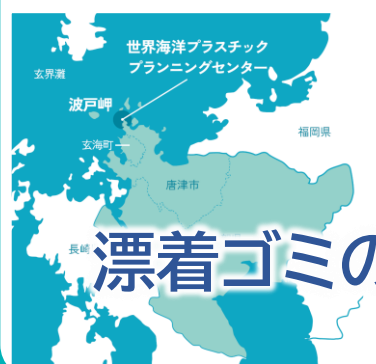 世界海洋プラスチック
プランニングセンター
玄界灘
波戸岬
玄海町
福岡県
唐津市
長崎
漂着ゴミの